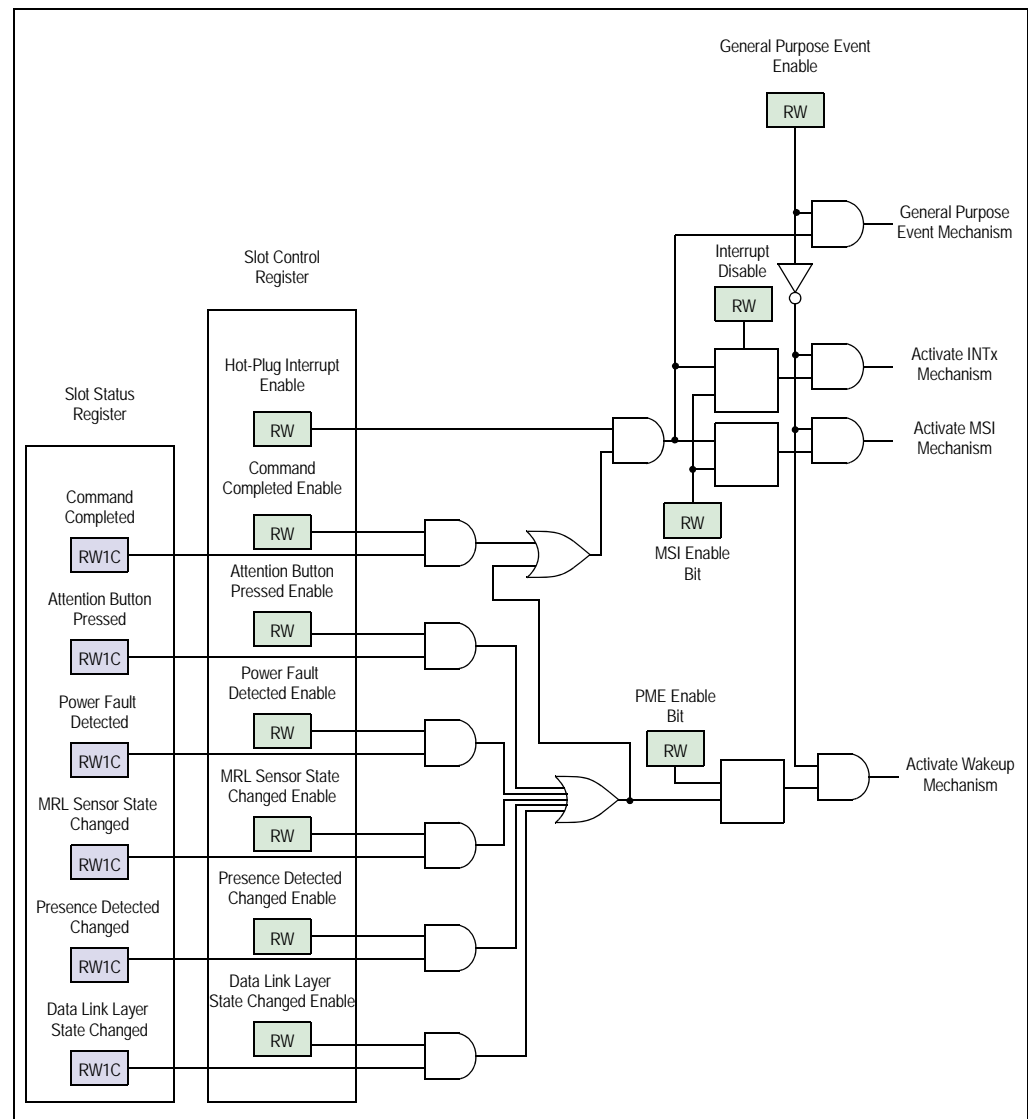 General Purpose Event
Enable
RW
General Purpose
Event Mechanism
Interrupt
Disable
RW
Activate INTx
Mechanism
Activate MSI
Mechanism
RW
MSI Enable
Bit
PME Enable
Bit
RW
Activate Wakeup
Mechanism
Slot Control
Register
Hot-Plug Interrupt
Enable
RW
Command
Completed Enable
RW
Attention Button
Pressed Enable
RW
Power Fault
Detected Enable
RW
MRL Sensor State
Changed Enable
RW
Presence Detected
Changed Enable
RW
Data Link Layer
State Changed Enable
RW
Slot Status
Register
Command
Completed
RW1C
Attention Button
Pressed
RW1C
Power Fault
Detected
RW1C
MRL Sensor State
Changed
RW1C
Presence Detected
Changed
RW1C
Data Link Layer
State Changed
RW1C